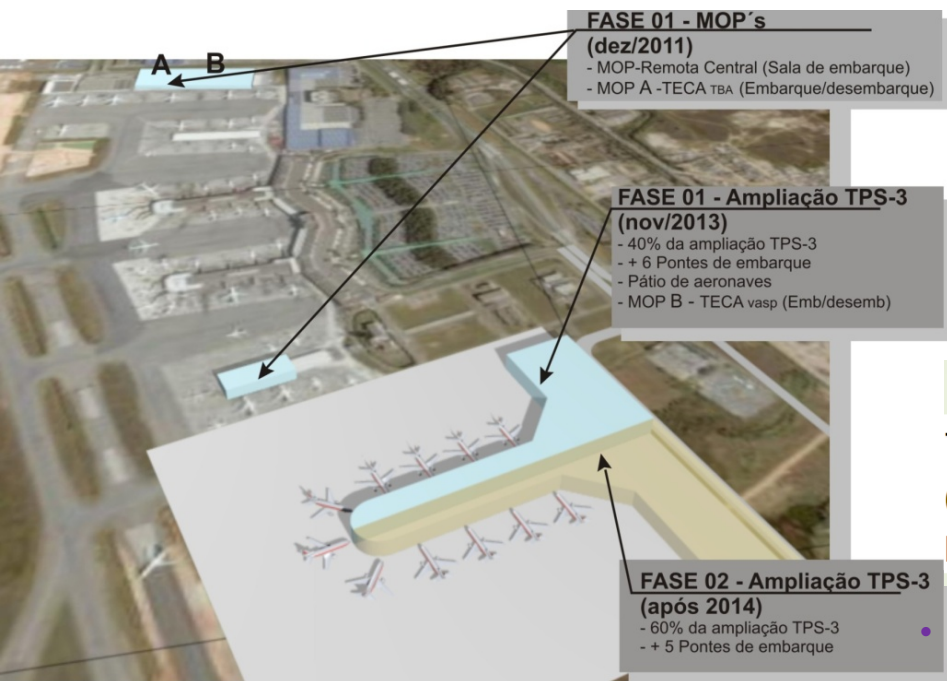 A B
FASE 01 - MOP´s
(dez/2011)
- MOP-Remota Central (Sala de embarque)
- MOP A -TECA TBA (Embarque/desembarque)
FASE 01 - Ampliação TPS-3
(nov/2013)
- 40% da ampliação TPS-3
- + 6 Pontes de embarque
- Pátio de aeronaves
- MOP B - TECA vasp (Emb/desemb)
FASE 02 - Ampliação TPS-3
(após 2014)
- 60% da ampliação TPS-3
- + 5 Pontes de embarque